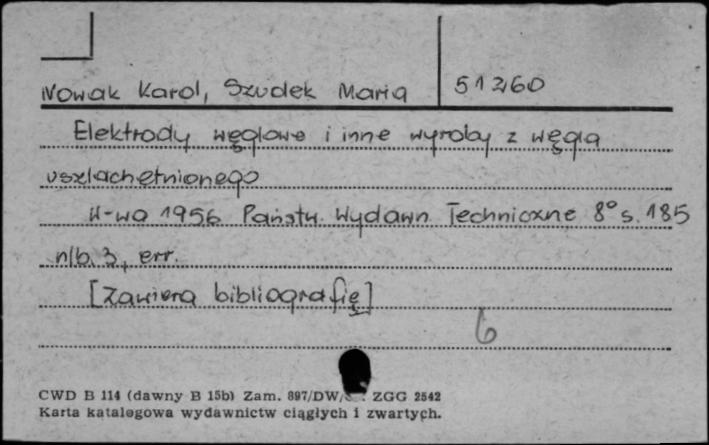 Nowak Karol, Szudek Maria 512/60
Elektrody węglowe i inne wyroby z węgla
uszlachetnionego
W-wa 1956 Państw. Wydawn. Techniczne 8° s. 185
nlb. 3, err.
[Zawiera bibliografię]
6
CWD B 114 (dawny B 15b) Zam. 897/DW/ ZGG 2542
Karta katalogowa wydawnictw ciągłych i zwartych.